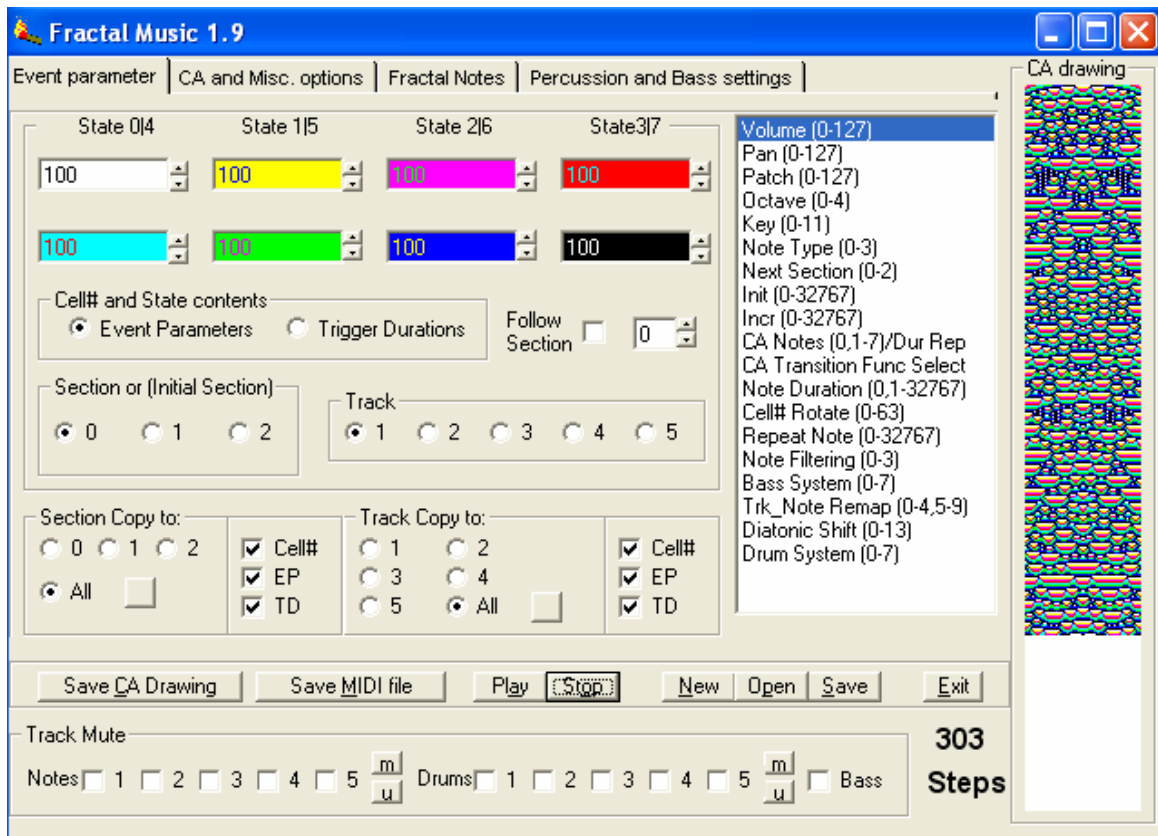 Fractal Music 1.9
Event parameter CA and Misc. options Fractal Notes Percussion and Bass settings
CA drawing
State 0|4 State 1|5 State 2|6 State3|7
100 100 100 100
100 100 100 100
Cell# and State contents
Event Parameters Trigger Durations
Follow
Section 0
Section or (Initial Section)
0 1 2
Track
1 2 3 4 5
Volume (0-127)
Pan (0-127)
Patch (0-127)
Octave (0-4)
Key (0-11)
Note Type (0-3)
Next Section (0-2)
Init (0-32767)
Incr (0-32767)
CA Notes (0,1-7)/Dur Rep
CA Transition Func Select
Note Duration (0,1-32767)
Cell# Rotate (0-63)
Repeat Note (0-32767)
Note Filtering (0-3)
Bass System (0-7)
Trk_Note Remap (0-4,5-9)
Diatonic Shift (0-13)
Drum System (0-7)
Section Copy to:
0 1 2
All
Cell#
EP
TD
Track Copy to:
1 2
3 4
5 All
Cell#
EP
TD
Save CA Drawing Save MIDI file Play Stop New Open Save Exit
Track Mute
Notes 1 2 3 4 5 m u Drums 1 2 3 4 5 m u Bass
303
Steps